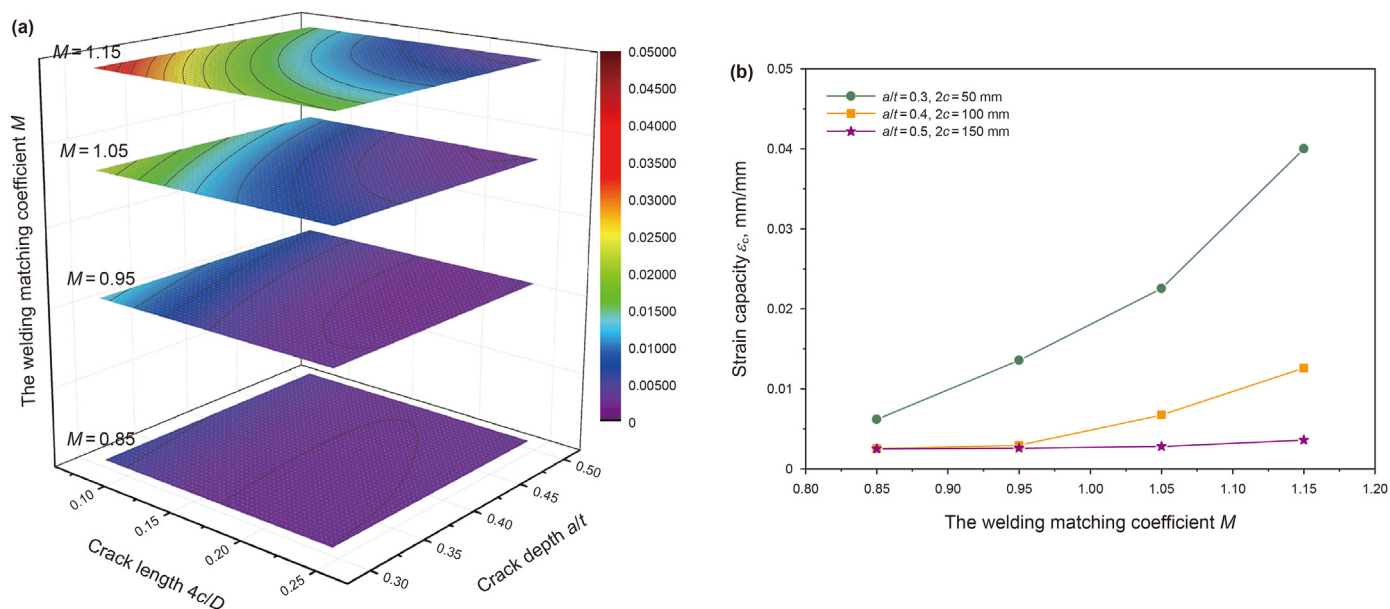 (a)
M = 1.15
M = 1.05
M = 0.95
M = 0.85
The welding matching coefficient M
0.10
0.15
0.20
0.25
Crack length 4c/D
0.30
0.35
0.40
0.45
0.50
Crack depth a/t
0.05000
0.04500
0.04000
0.03500
0.03000
0.02500
0.02000
0.01500
0.01000
0.00500
0
(b)
a/t = 0.3, 2c = 50 mm
a/t = 0.4, 2c = 100 mm
a/t = 0.5, 2c = 150 mm
Strain capacity εc, mm/mm
0.05
0.04
0.03
0.02
0.01
0
0.80 0.85 0.90 0.95 1.00 1.05 1.10 1.15 1.20
The welding matching coefficient M